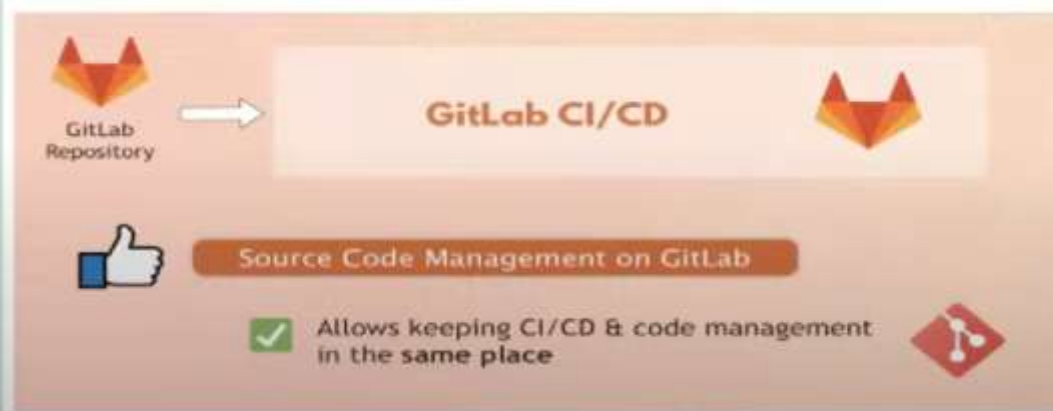 GitLab
Repository
GitLab CI/CD
Source Code Management on GitLab
Allows keeping CI/CD & code management
in the same place